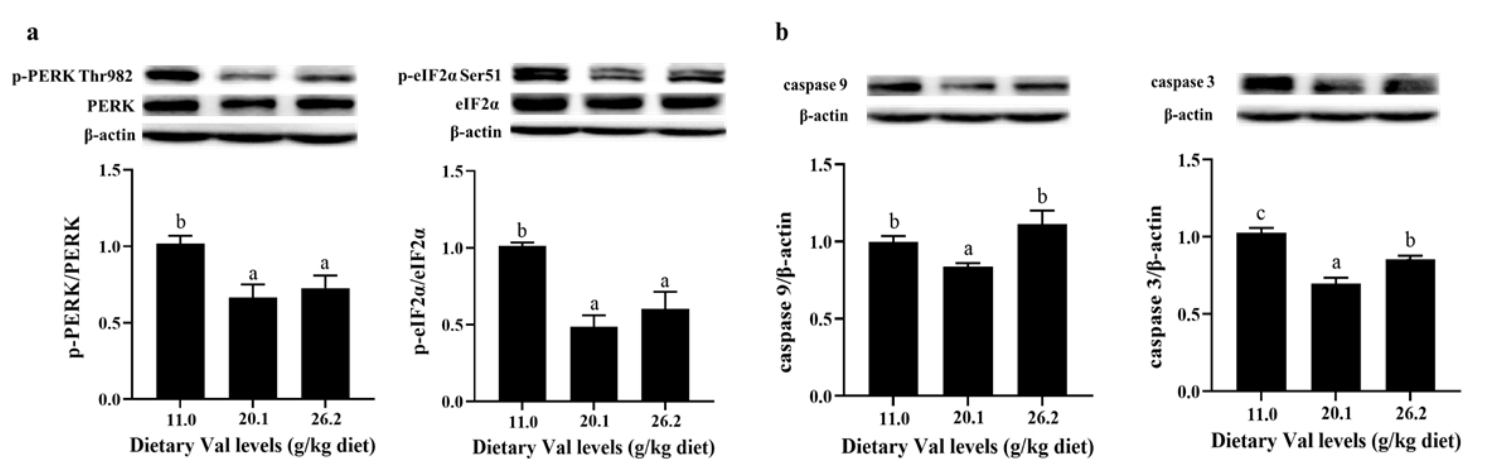 a
p-PERK Thr982
PERK
β-actin
1.5
1.0
0.5
0.0
p-PERK/PERK
b
a
a
11.0
20.1
26.2
Dietary Val levels (g/kg diet)
p-eIF2α Ser51
eIF2α
β-actin
1.5
1.0
0.5
0.0
p-eIF2α/eIF2α
b
a
a
11.0
20.1
26.2
Dietary Val levels (g/kg diet)
b
caspase 9
β-actin
1.5
1.0
0.5
0.0
caspase 9/β-actin
b
a
b
11.0
20.1
26.2
Dietary Val levels (g/kg diet)
caspase 3
β-actin
1.5
1.0
0.5
0.0
caspase 3/β-actin
c
a
b
11.0
20.1
26.2
Dietary Val levels (g/kg diet)